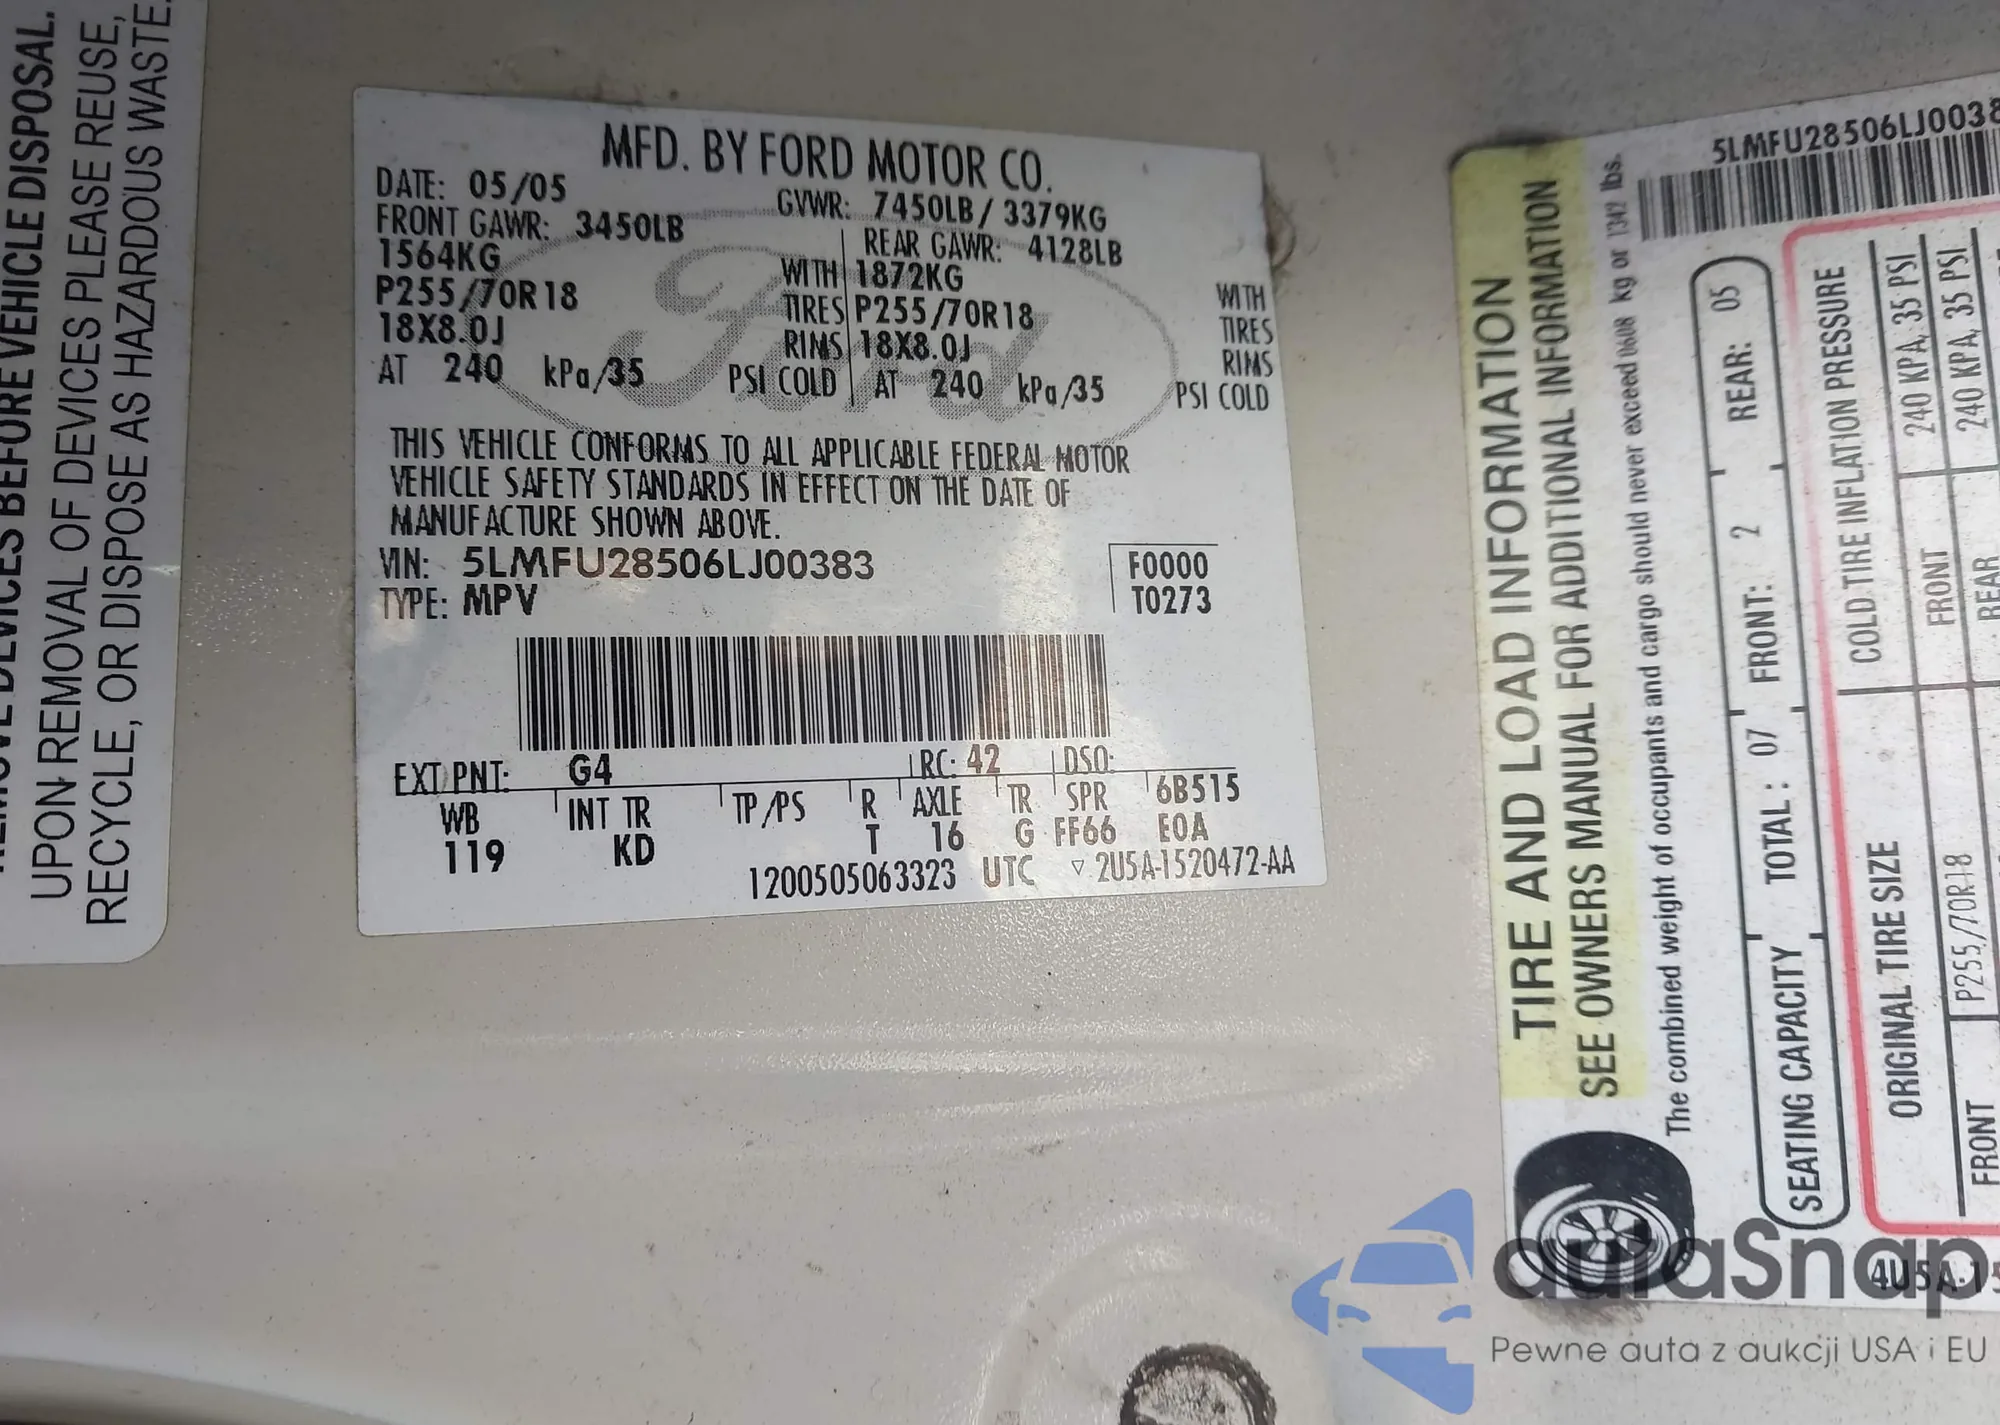 DISPOSAL.
BEFORE VEHICLE
UPON REMOVAL OF DEVICES PLEASE REUSE,
RECYCLE, OR DISPOSE AS HAZARDOUS WASTE.
MFD. BY FORD MOTOR CO.
DATE: 05/05
GVWR: 7450LB/ 3379KG
FRONT GAWR: 3450LB
REAR GAWR: 4128LB
1564KG
WITH
1872KG
WITH
P255/70R18
TIRES
P255/70R18
TIRES
18X8.0J
RIMS
18X8.0J
RIMS
AT 240 kPa/35 PSI COLD
AT 240 kPa/35 PSI COLD
Ford
THIS VEHICLE CONFORMS TO ALL APPLICABLE FEDERAL MOTOR
VEHICLE SAFETY STANDARDS IN EFFECT ON THE DATE OF
MANUFACTURE SHOWN ABOVE.
VIN: 5LMFU28506LJ00383
F0000
TYPE: MPV
T0273
EXT PNT: G4
RC: 42
DSO:
WB
INT TR
TP/PS
R
AXLE
TR
SPR
6B515
119
KD
T
16
G
FF66
E0A
1200505063323 UTC
▽ 2U5A-1520472-AA
5LMFU28506LJ0038
TIRE AND LOAD INFORMATION
SEE OWNERS MANUAL FOR ADDITIONAL INFORMATION
The combined weight of occupants and cargo should never exceed 0608 kg or 1342 lbs.
SEATING CAPACITY
TOTAL: 07
FRONT: 2
REAR: 05
ORIGINAL TIRE SIZE
COLD TIRE INFLATION PRESSURE
FRONT
P255/70R18
FRONT
240 KPA, 35 PSI
REAR
240 KPA, 35 PSI
4U5A-15
autaSnap
Pewne auta z aukcji USA i EU